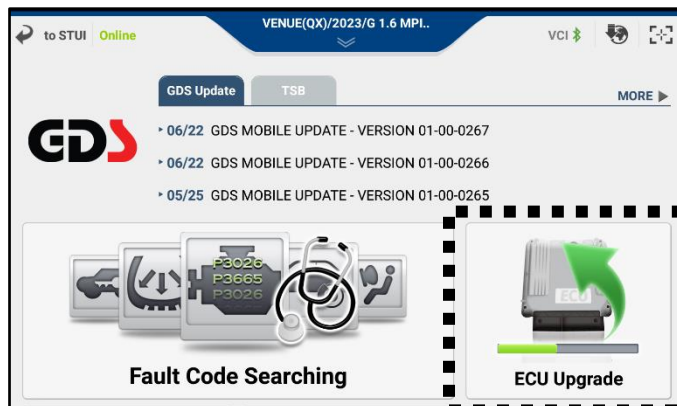 to STUI Online
VENUE(QX)/2023/G 1.6 MPI..
VCI
GDS Update
TSB
MORE
GDS
06/22 GDS MOBILE UPDATE - VERSION 01-00-0267
06/22 GDS MOBILE UPDATE - VERSION 01-00-0266
05/25 GDS MOBILE UPDATE - VERSION 01-00-0265
P3026
P3665
P3026
ECU
Fault Code Searching
ECU Upgrade